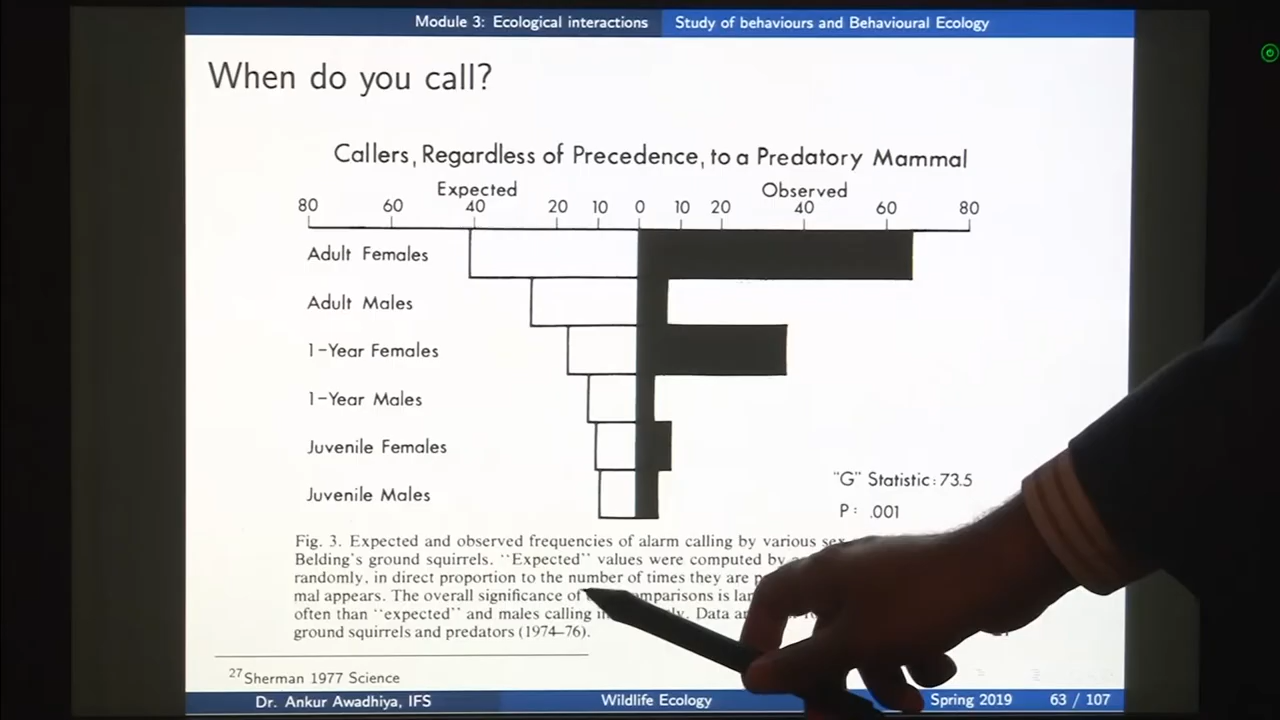 Module 3: Ecological interactions Study of behaviours and Behavioural Ecology
When do you call?
Callers, Regardless of Precedence, to a Predatory Mammal
Expected Observed
80 60 40 20 10 0 10 20 40 60 80
Adult Females
Adult Males
1-Year Females
1-Year Males
Juvenile Females
Juvenile Males
"G" Statistic: 73.5
P: .001
Fig. 3. Expected and observed frequencies of alarm calling by various
Belding's ground squirrels. "Expected" values were computed by
randomly, in direct proportion to the number of times they are
mal appears. The overall significance of
often than "expected" and males calling Data
ground squirrels and predators (1974–76).
27 Sherman 1977 Science
Dr. Ankur Awadhiya, IFS Wildlife Ecology Spring 2019 63 / 107